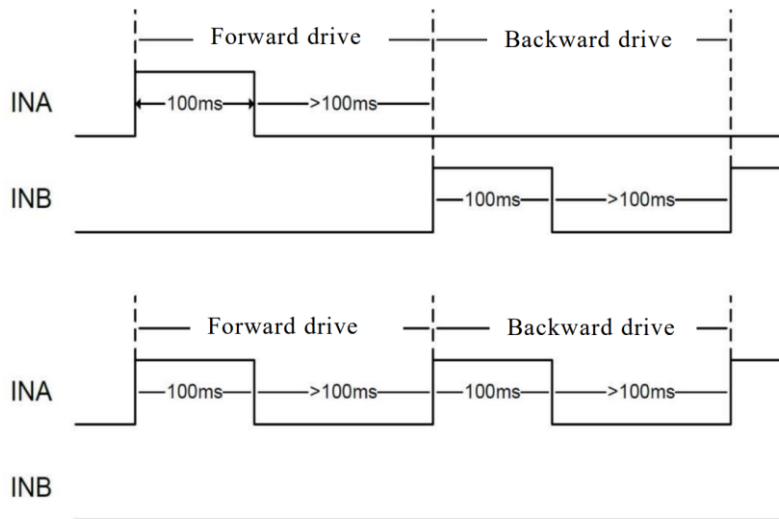 Forward drive Backward drive
INA 100ms >100ms
INB 100ms >100ms
Forward drive Backward drive
INA 100ms >100ms 100ms >100ms
INB